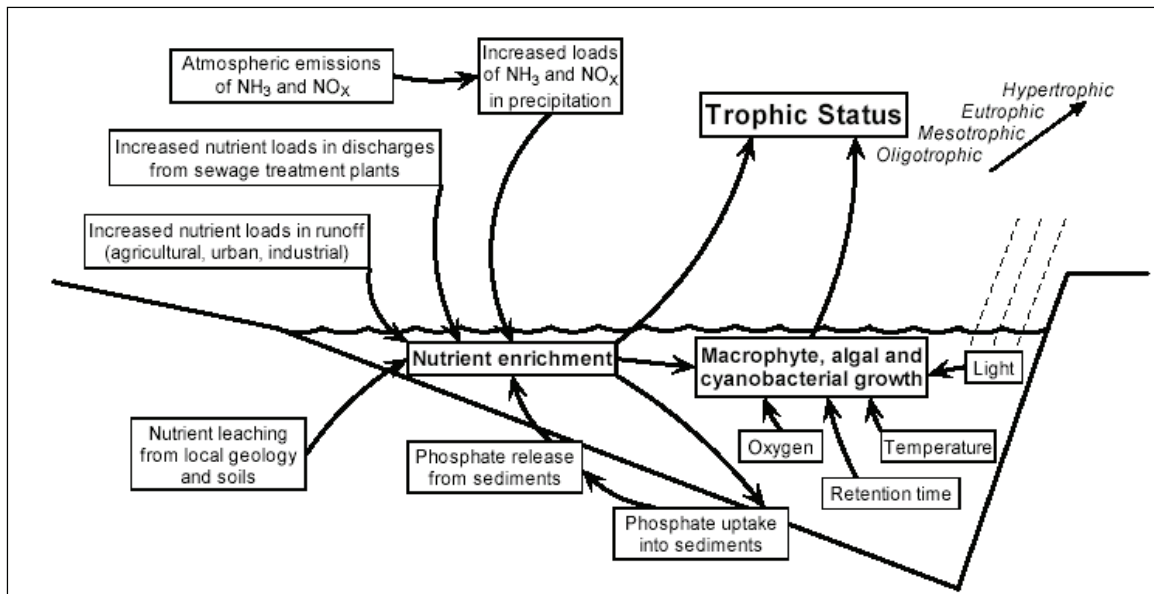 Atmospheric emissions
of NH₃ and NOₓ
Increased loads
of NH₃ and NOₓ
in precipitation
Trophic Status
Hypertrophic
Eutrophic
Mesotrophic
Oligotrophic
Increased nutrient loads in discharges
from sewage treatment plants
Increased nutrient loads in runoff
(agricultural, urban, industrial)
Nutrient enrichment
Macrophyte, algal and
cyanobacterial growth
Light
Nutrient leaching
from local geology
and soils
Phosphate release
from sediments
Oxygen
Temperature
Retention time
Phosphate uptake
into sediments